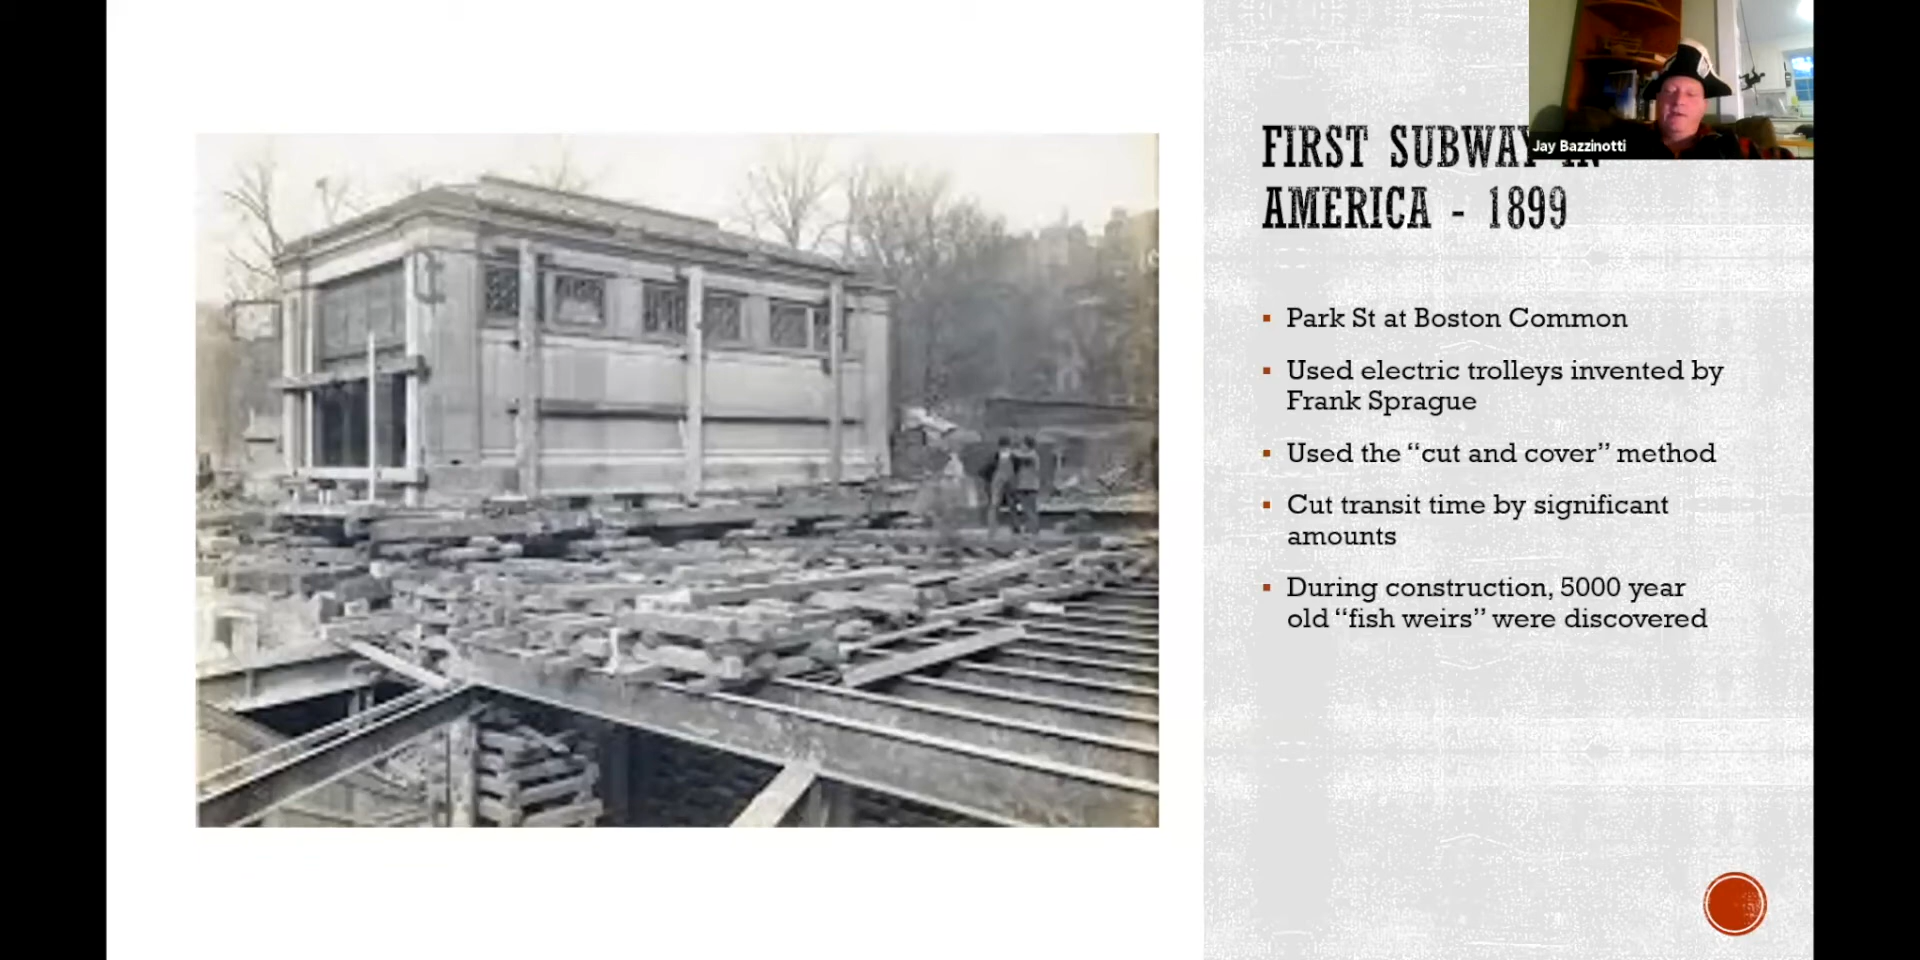 Jay Bazzinotti
FIRST SUBWAY IN
AMERICA - 1899
▪ Park St at Boston Common
▪ Used electric trolleys invented by
Frank Sprague
▪ Used the “cut and cover” method
▪ Cut transit time by significant
amounts
▪ During construction, 5000 year
old “fish weirs” were discovered